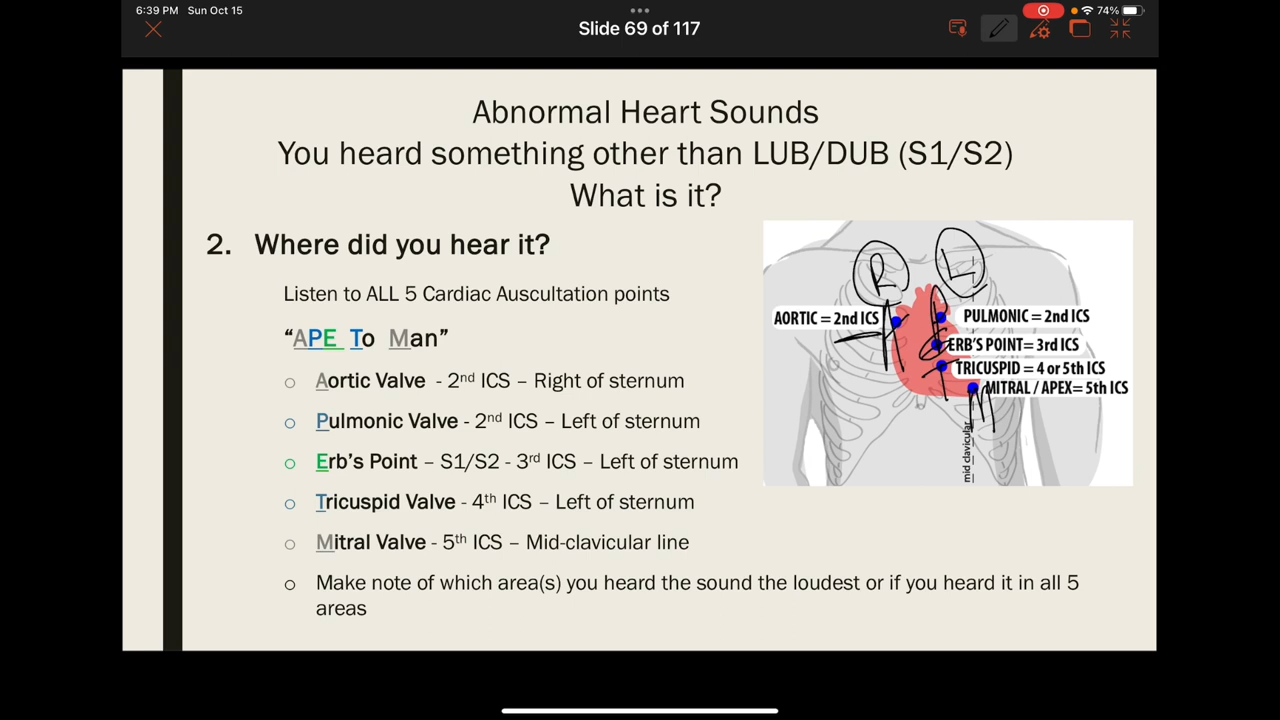 6:39 PM Sun Oct 15
74%
Slide 69 of 117
Abnormal Heart Sounds
You heard something other than LUB/DUB (S1/S2)
What is it?
2. Where did you hear it?
Listen to ALL 5 Cardiac Auscultation points
“APE To Man”
Aortic Valve - 2nd ICS – Right of sternum
Pulmonic Valve - 2nd ICS – Left of sternum
Erb’s Point – S1/S2 - 3rd ICS – Left of sternum
Tricuspid Valve - 4th ICS – Left of sternum
Mitral Valve - 5th ICS – Mid-clavicular line
Make note of which area(s) you heard the sound the loudest or if you heard it in all 5
areas
R L
AORTIC = 2nd ICS
PULMONIC = 2nd ICS
ERB'S POINT= 3rd ICS
TRICUSPID = 4 or 5th ICS
MITRAL / APEX= 5th ICS
A
T
M
mid clavicular